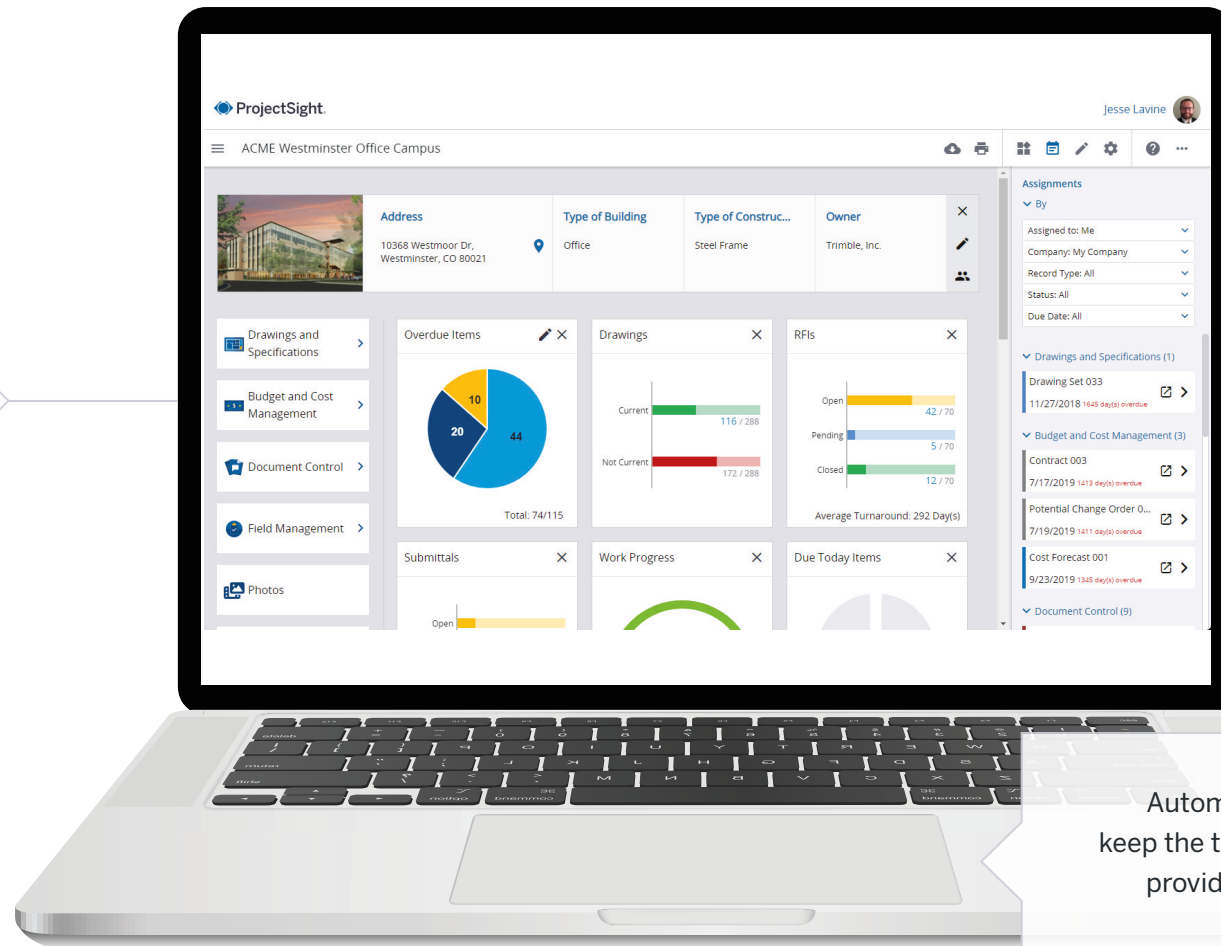 ProjectSight.
Jesse Lavine
ACME Westminster Office Campus
Address
10368 Westmoor Dr,
Westminster, CO 80021
Type of Building
Office
Type of Construc...
Steel Frame
Owner
Trimble, Inc.
Drawings and
Specifications
Budget and Cost
Management
Document Control
Field Management
Photos
Overdue Items
10
20
44
Total: 74/115
Drawings
Current
116 / 288
Not Current
172 / 288
RFIs
Open
42 / 70
Pending
5 / 70
Closed
12 / 70
Average Turnaround: 292 Day(s)
Submittals
Open
Work Progress
Due Today Items
Assignments
By
Assigned to: Me
Company: My Company
Record Type: All
Status: All
Due Date: All
Drawings and Specifications (1)
Drawing Set 033
11/27/2018 1645 day(s) overdue
Budget and Cost Management (3)
Contract 003
7/17/2019 1413 day(s) overdue
Potential Change Order 0...
7/19/2019 1411 day(s) overdue
Cost Forecast 001
9/23/2019 1345 day(s) overdue
Document Control (9)
Autom
keep the t
provid